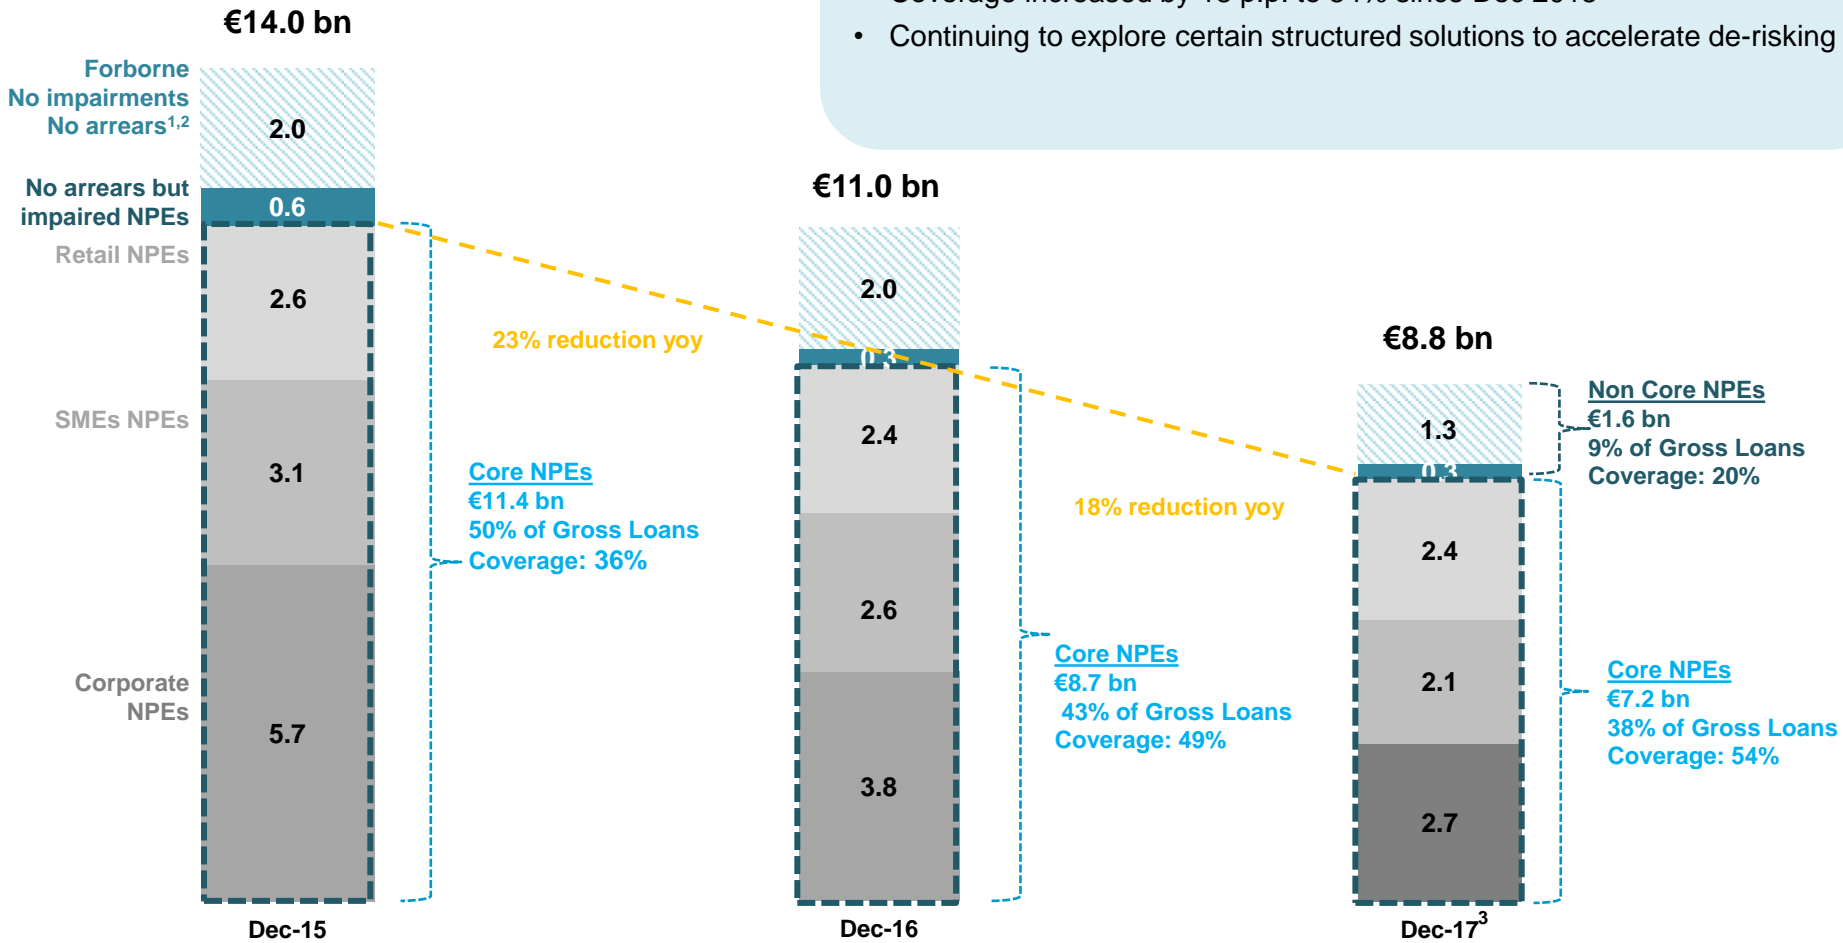 • Continuing to explore certain structured solutions to accelerate de-risking
€14.0 bn
Forborne
No impairments
No arrears1,2
2.0
No arrears but
impaired NPEs
0.6
Retail NPEs
2.6
SMEs NPEs
3.1
Corporate
NPEs
5.7
Dec-15
Core NPEs
€11.4 bn
50% of Gross Loans
Coverage: 36%
23% reduction yoy
€11.0 bn
2.0
0.3
2.4
2.6
3.8
Dec-16
Core NPEs
€8.7 bn
43% of Gross Loans
Coverage: 49%
18% reduction yoy
€8.8 bn
1.3
0.3
2.4
2.1
2.7
Dec-173
Non Core NPEs
€1.6 bn
9% of Gross Loans
Coverage: 20%
Core NPEs
€7.2 bn
38% of Gross Loans
Coverage: 54%